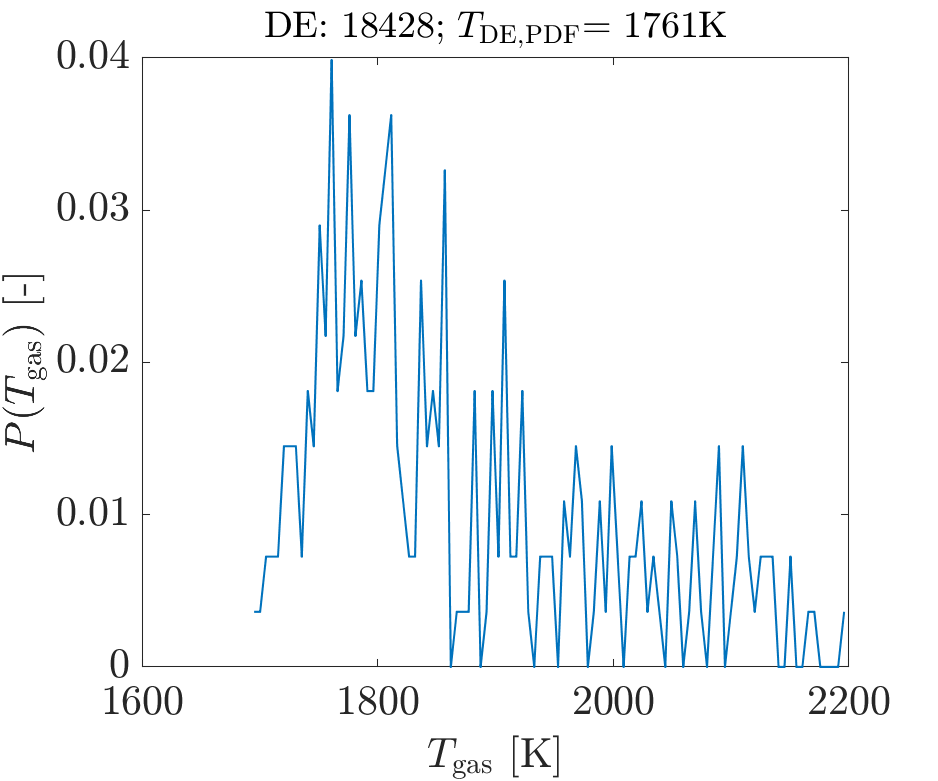 DE: 18428; T_DE,PDF= 1761K
0.04
0.03
0.02
0.01
0
P(T_gas) [-]
1600 1800 2000 2200
T_gas [K]